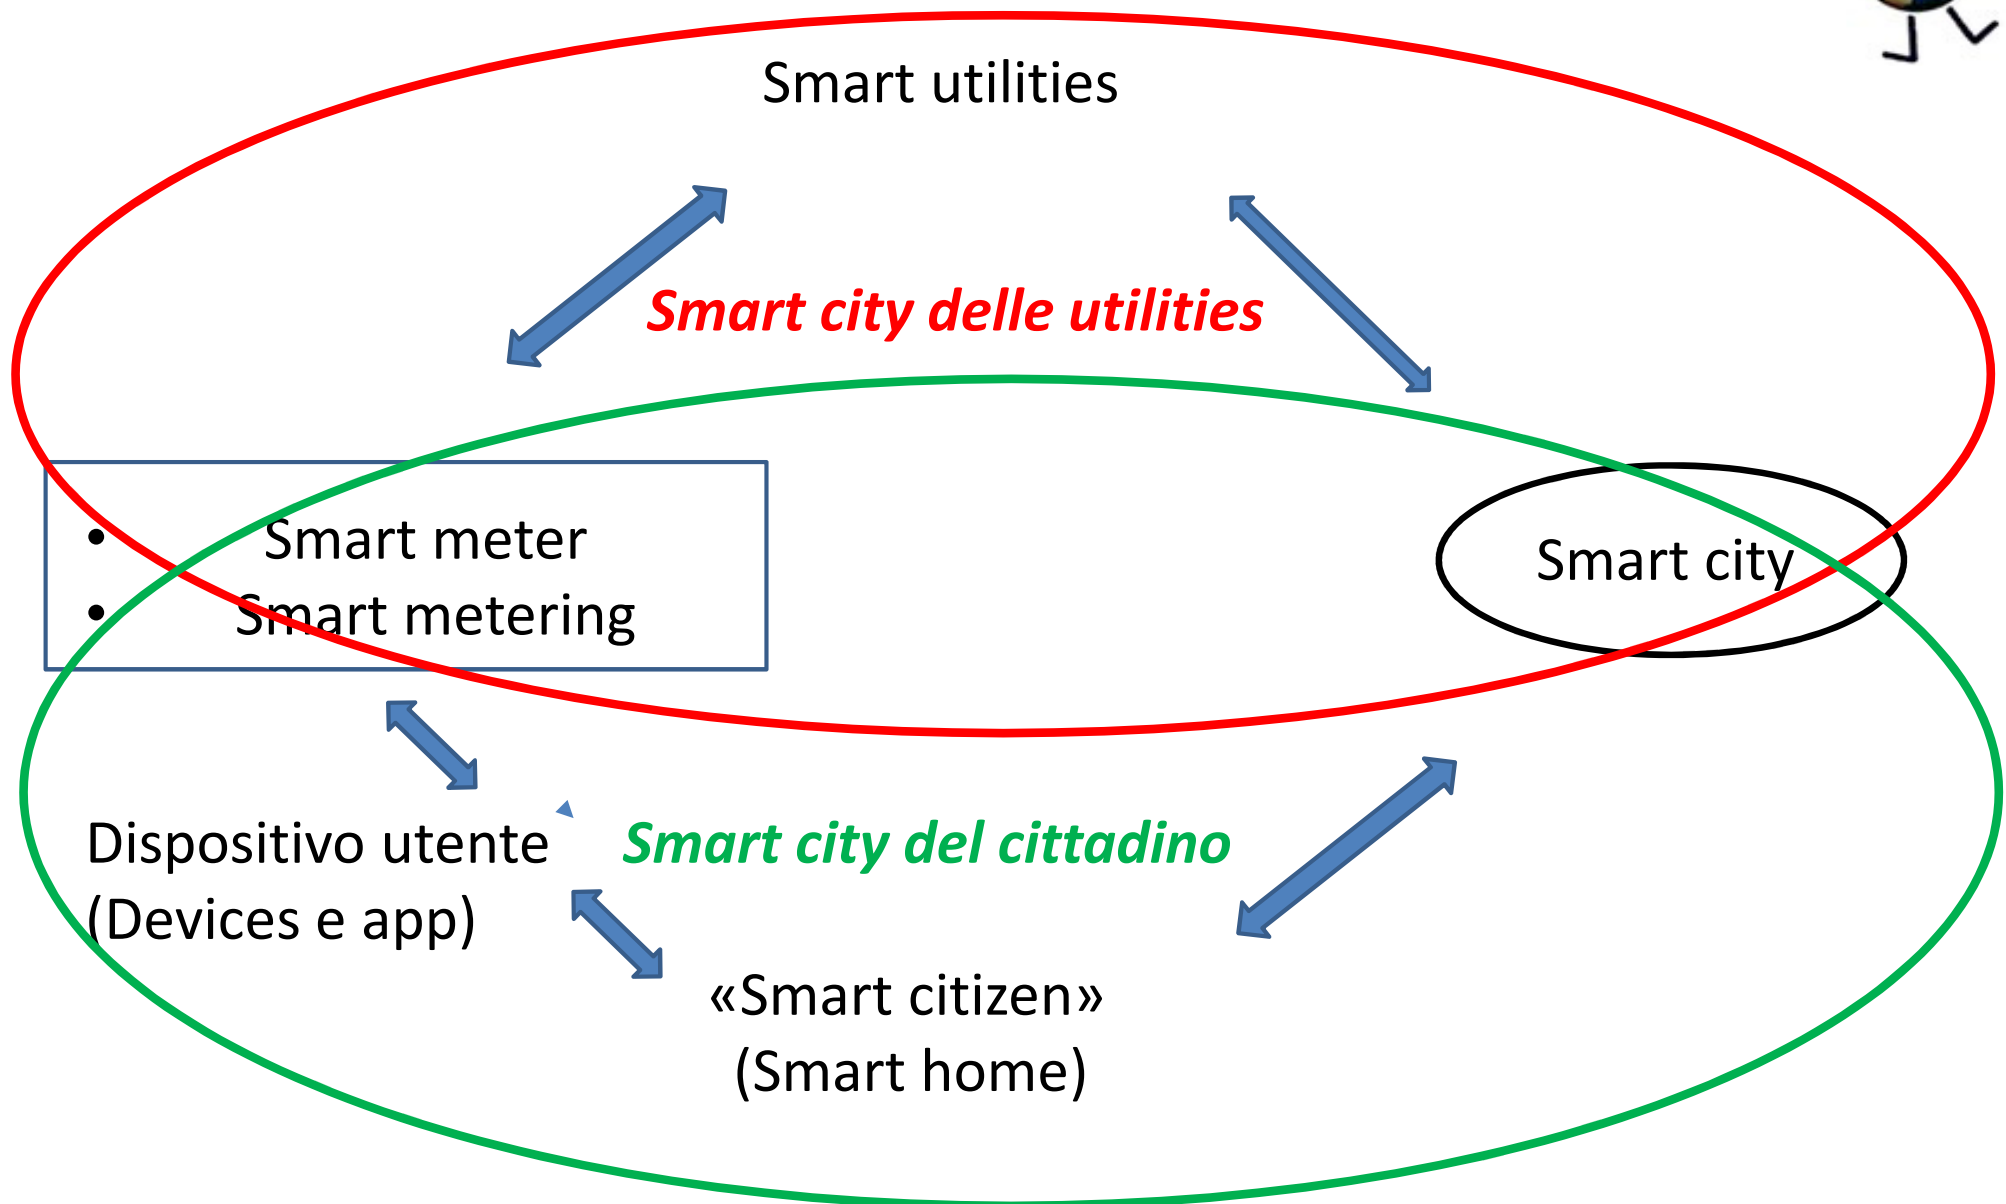 Smart utilities
Smart city delle utilities
• Smart meter
• Smart metering
Smart city
Dispositivo utente
(Devices e app)
Smart city del cittadino
«Smart citizen»
(Smart home)